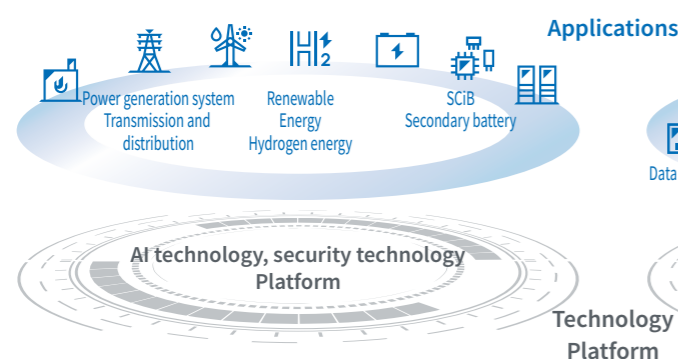 Applications
H2
Power generation system
Transmission and
distribution
Renewable
Energy
Hydrogen energy
SCiB
Secondary battery
Data
AI technology, security technology
Platform
Technology
Platform